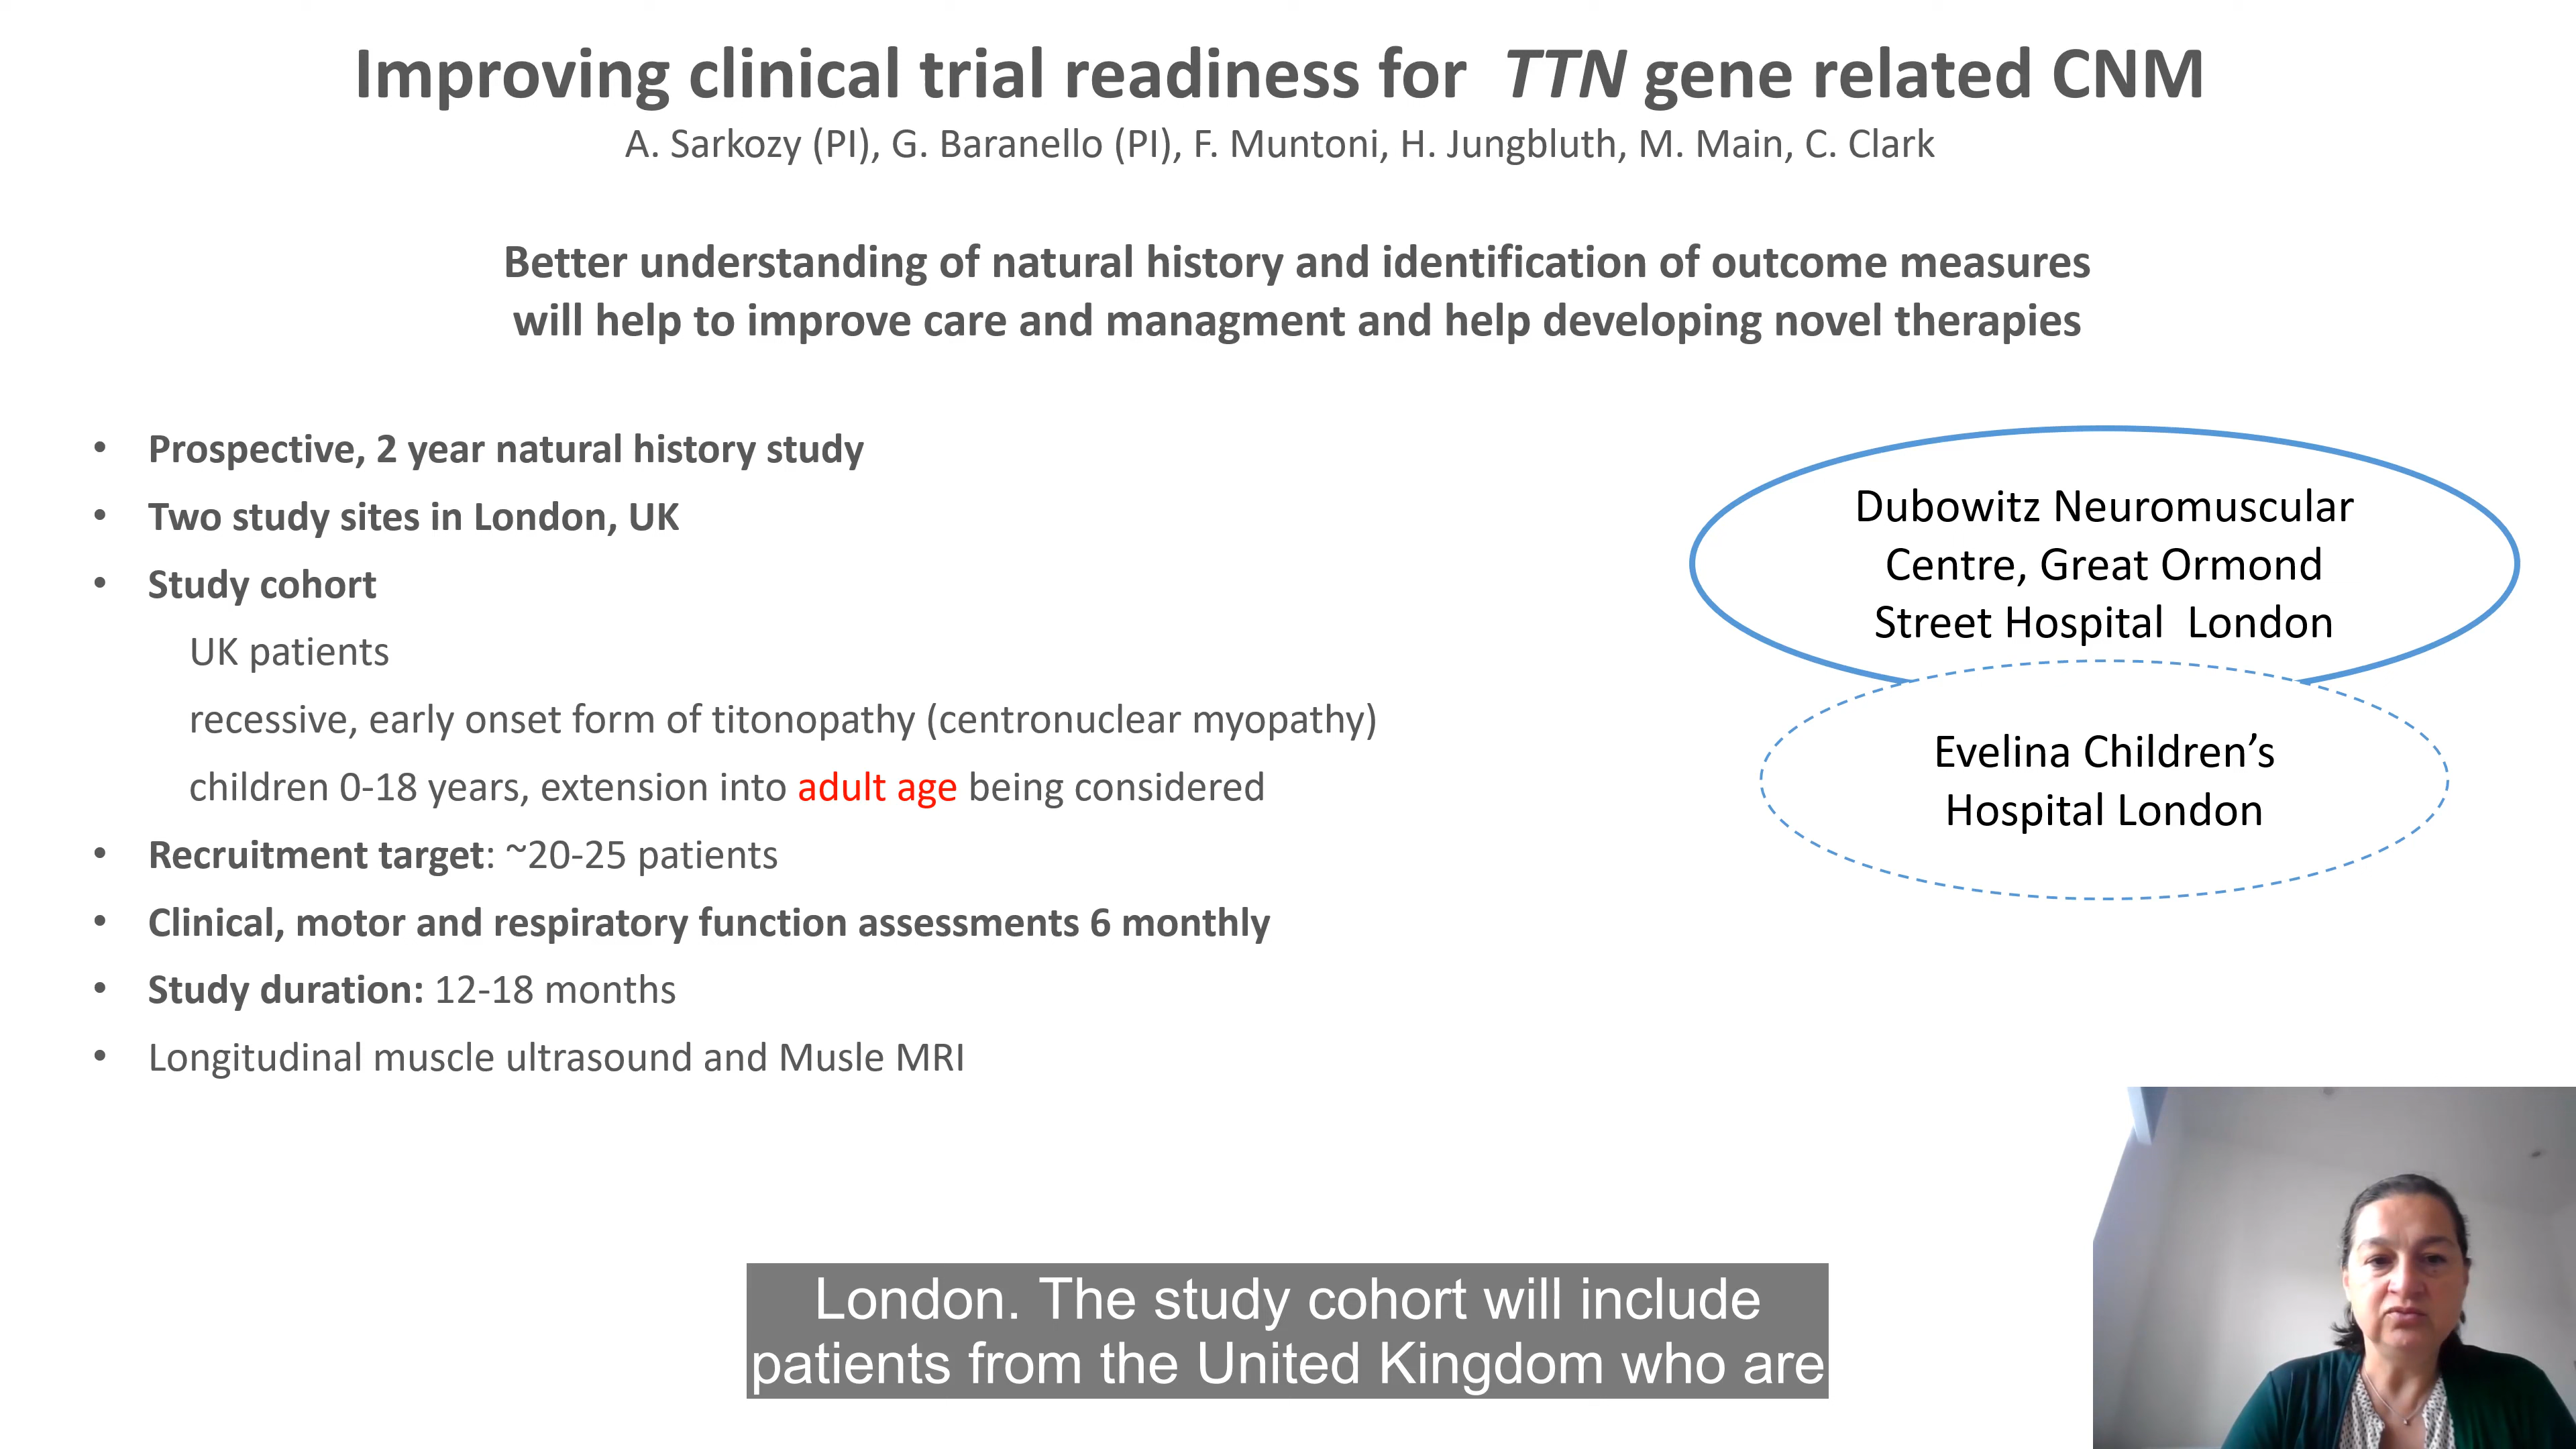 Improving clinical trial readiness for TTN gene related CNM
A. Sarkozy (PI), G. Baranello (PI), F. Muntoni, H. Jungbluth, M. Main, C. Clark
Better understanding of natural history and identification of outcome measures
will help to improve care and managment and help developing novel therapies
• Prospective, 2 year natural history study
• Two study sites in London, UK
• Study cohort
UK patients
recessive, early onset form of titonopathy (centronuclear myopathy)
children 0-18 years, extension into adult age being considered
• Recruitment target: ~20-25 patients
• Clinical, motor and respiratory function assessments 6 monthly
• Study duration: 12-18 months
• Longitudinal muscle ultrasound and Musle MRI
Dubowitz Neuromuscular
Centre, Great Ormond
Street Hospital London
Evelina Children’s
Hospital London
London. The study cohort will include
patients from the United Kingdom who are